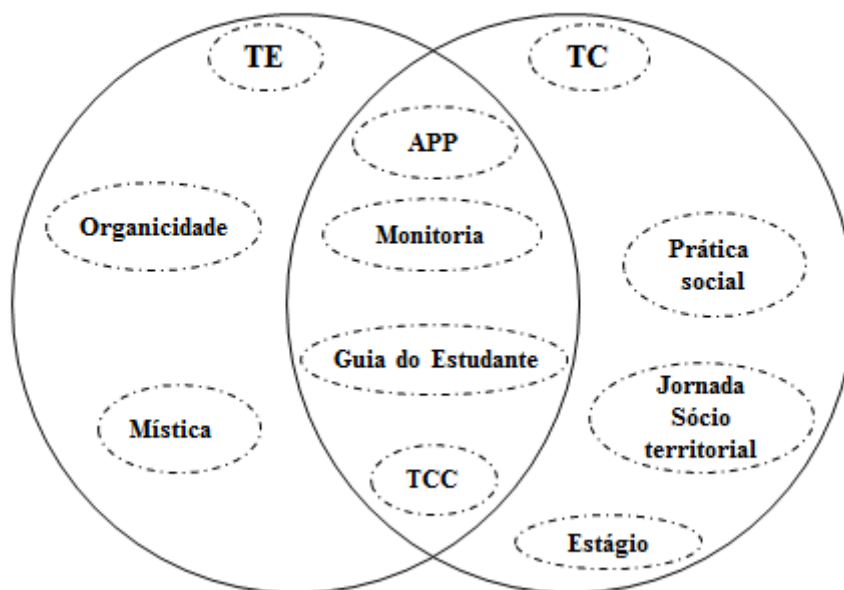 TE
TC
APP
Organicidade
Monitoria
Prática
social
Guia do Estudante
Jornada
Sócio
territorial
Mística
TCC
Estágio